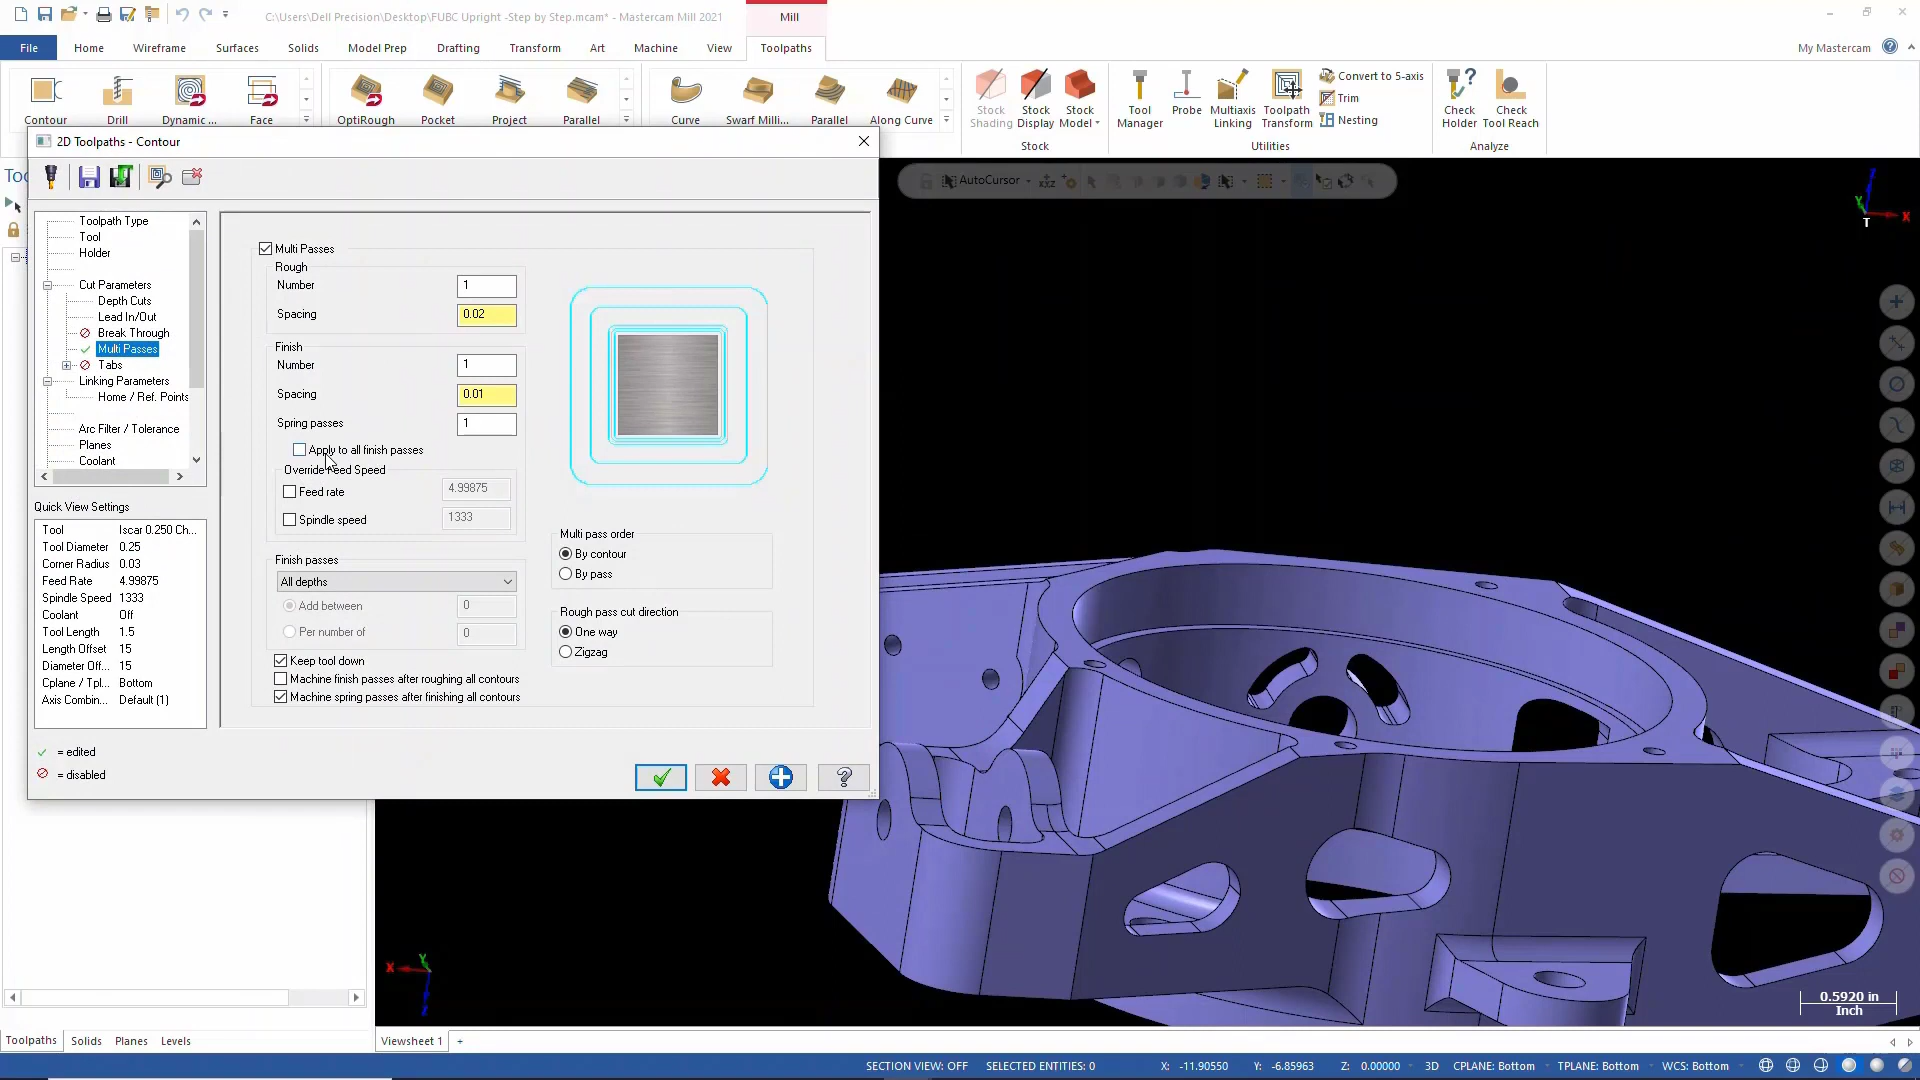 C:\Users\Dell Precision\Desktop\FUBC Upright -Step by Step.mcam* - Mastercam Mill 2021
Mill
File Home Wireframe Surfaces Solids Model Prep Drafting Transform Art Machine View Toolpaths
My Mastercam
Contour Drill Dynamic ... Face
OptiRough Pocket Project Parallel
Curve Swarf Milli... Parallel Along Curve
Stock Shading
Stock Display
Stock Model
Stock
Tool Manager
Probe
Multiaxis Linking
Toolpath Transform
Convert to 5-axis
Trim
Nesting
Utilities
Check Holder
Check Tool Reach
Analyze
2D Toolpaths - Contour
Too
AutoCursor
Toolpath Type
Tool
Holder
Cut Parameters
Depth Cuts
Lead In/Out
Break Through
Multi Passes
Tabs
Linking Parameters
Home / Ref. Points
Arc Filter / Tolerance
Planes
Coolant
Quick View Settings
Tool Iscar 0.250 Ch...
Tool Diameter 0.25
Corner Radius 0.03
Feed Rate 4.99875
Spindle Speed 1333
Coolant Off
Tool Length 1.5
Length Offset 15
Diameter Off... 15
Cplane / Tpl... Bottom
Axis Combin... Default (1)
= edited
= disabled
Multi Passes
Rough
Number 1
Spacing 0.02
Finish
Number 1
Spacing 0.01
Spring passes 1
Apply to all finish passes
Override Feed Speed
Feed rate 4.99875
Spindle speed 1333
Finish passes
All depths
Add between 0
Per number of 0
Keep tool down
Machine finish passes after roughing all contours
Machine spring passes after finishing all contours
Multi pass order
By contour
By pass
Rough pass cut direction
One way
Zigzag
Y
X
T
Y
X
0.5920 in
Inch
Toolpaths Solids Planes Levels
Viewsheet 1 +
SECTION VIEW: OFF SELECTED ENTITIES: 0 X: -11.90550 Y: -6.85963 Z: 0.00000 3D CPLANE: Bottom TPLANE: Bottom WCS: Bottom